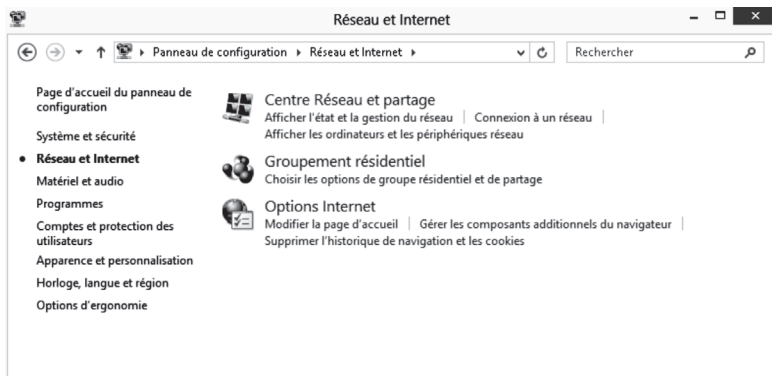 Réseau et Internet
Panneau de configuration Réseau et Internet
Rechercher
Page d'accueil du panneau de
configuration
Système et sécurité
Réseau et Internet
Matériel et audio
Programmes
Comptes et protection des
utilisateurs
Apparence et personnalisation
Horloge, langue et région
Options d'ergonomie
Centre Réseau et partage
Afficher l'état et la gestion du réseau | Connexion à un réseau |
Afficher les ordinateurs et les périphériques réseau
Groupement résidentiel
Choisir les options de groupe résidentiel et de partage
Options Internet
Modifier la page d'accueil | Gérer les composants additionnels du navigateur |
Supprimer l'historique de navigation et les cookies